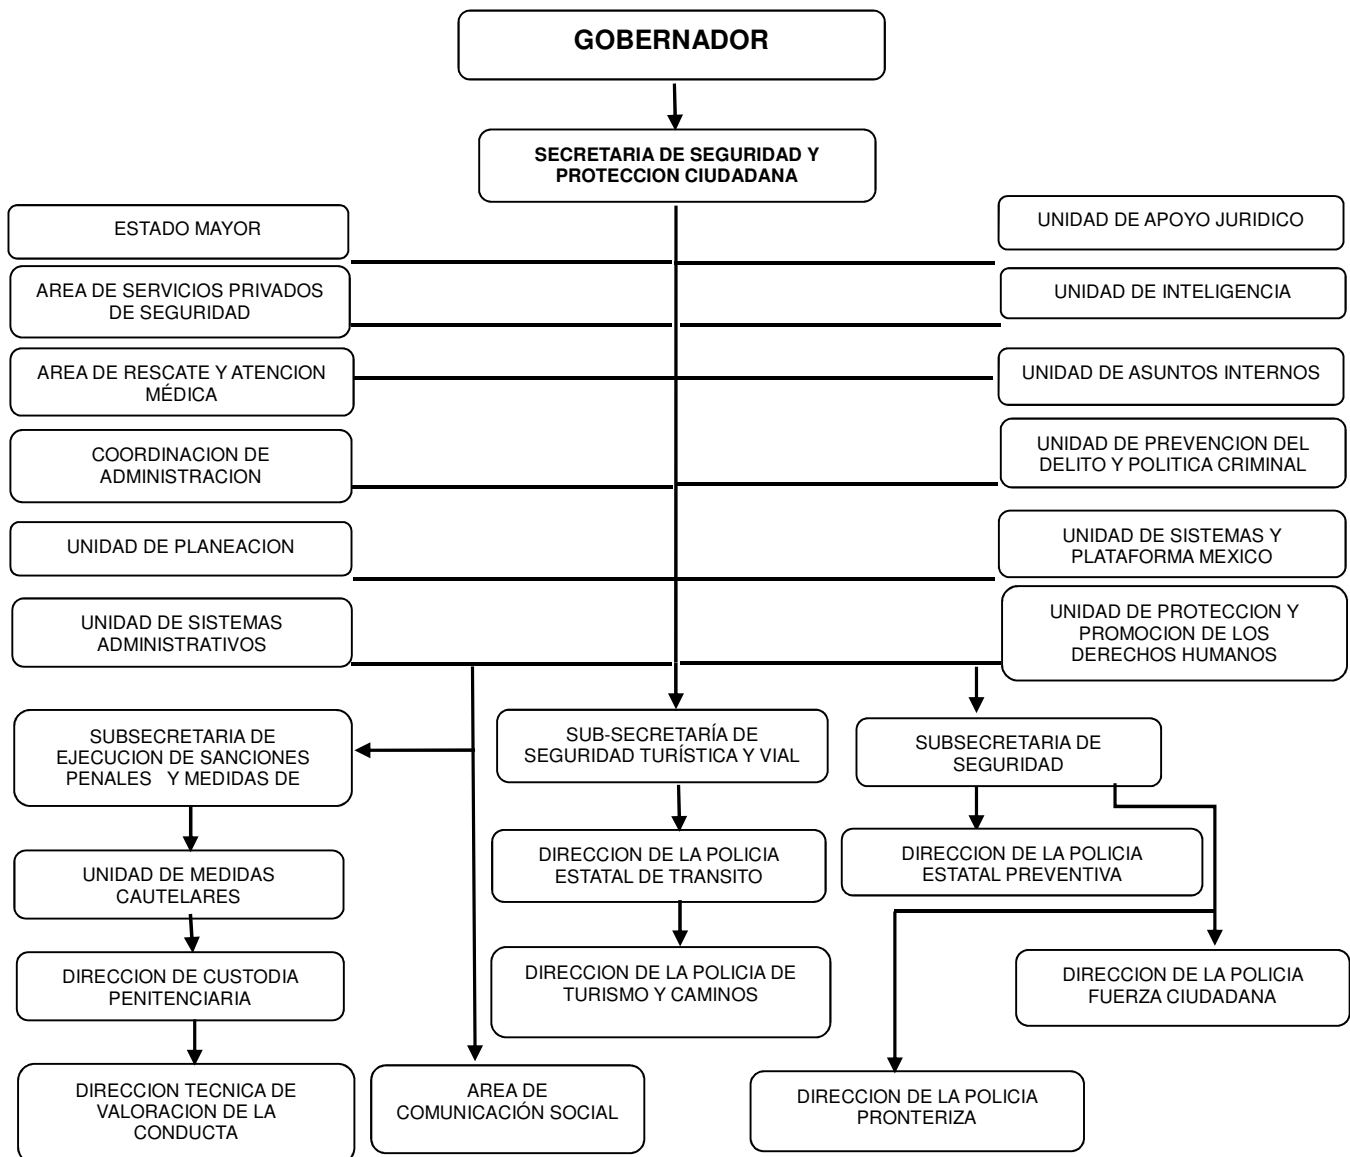 GOBERNADOR
SECRETARIA DE SEGURIDAD Y
PROTECCION CIUDADANA
ESTADO MAYOR
UNIDAD DE APOYO JURIDICO
AREA DE SERVICIOS PRIVADOS
DE SEGURIDAD
UNIDAD DE INTELIGENCIA
AREA DE RESCATE Y ATENCION
MÉDICA
UNIDAD DE ASUNTOS INTERNOS
COORDINACION DE
ADMINISTRACION
UNIDAD DE PREVENCION DEL
DELITO Y POLITICA CRIMINAL
UNIDAD DE PLANEACION
UNIDAD DE SISTEMAS Y
PLATAFORMA MEXICO
UNIDAD DE SISTEMAS
ADMINISTRATIVOS
UNIDAD DE PROTECCION Y
PROMOCION DE LOS
DERECHOS HUMANOS
SUBSECRETARIA DE
EJECUCION DE SANCIONES
PENALES Y MEDIDAS DE
SUB-SECRETARÍA DE
SEGURIDAD TURÍSTICA Y VIAL
SUBSECRETARIA DE
SEGURIDAD
UNIDAD DE MEDIDAS
CAUTELARES
DIRECCION DE LA POLICIA
ESTATAL DE TRANSITO
DIRECCION DE LA POLICIA
ESTATAL PREVENTIVA
DIRECCION DE CUSTODIA
PENITENCIARIA
DIRECCION DE LA POLICIA DE
TURISMO Y CAMINOS
DIRECCION DE LA POLICIA
FUERZA CIUDADANA
DIRECCION TECNICA DE
VALORACION DE LA
CONDUCTA
AREA DE
COMUNICACIÓN SOCIAL
DIRECCION DE LA POLICIA
PRONTERIZA